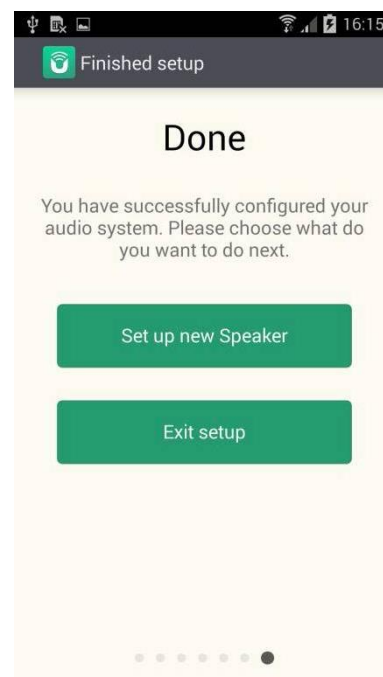 16:15
Finished setup
Done
You have successfully configured your
audio system. Please choose what do
you want to do next.
Set up new Speaker
Exit setup